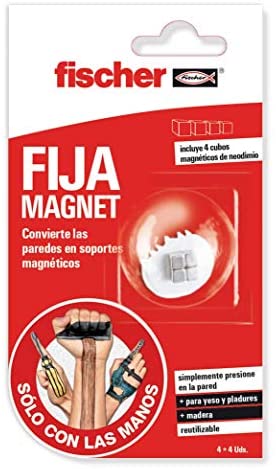 fischer
fischer
incluye 4 cubos
magnéticos de neodimio
FIJA
MAGNET
Convierte las
paredes en soportes
magnéticos
SÓLO CON LAS MANOS
simplemente presione
en la pared
+ para yeso y pladures
+ madera
reutilizable
4 + 4 Uds.